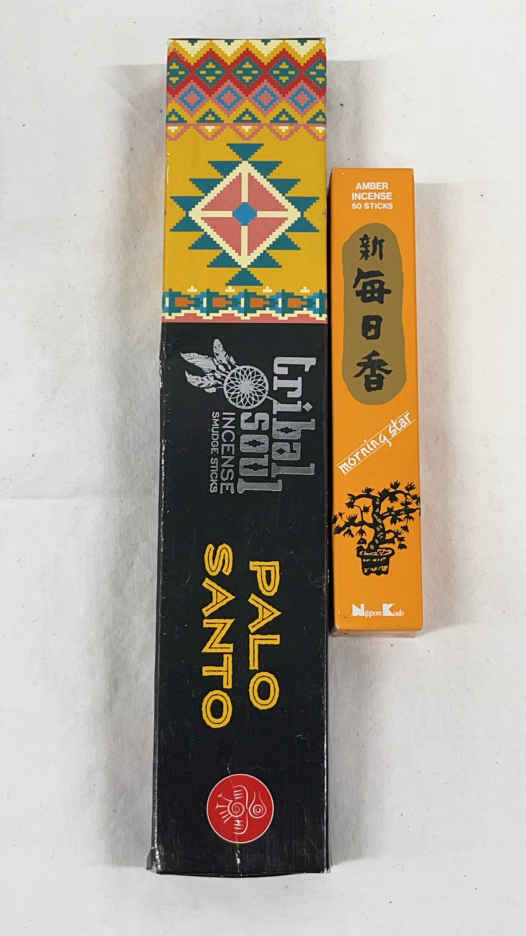 tribal
soul
INCENSE
SMUDGE STICKS
PALO
SANTO
AMBER
INCENSE
50 STICKS
新
毎
日
香
morning star
Nippon Kodo